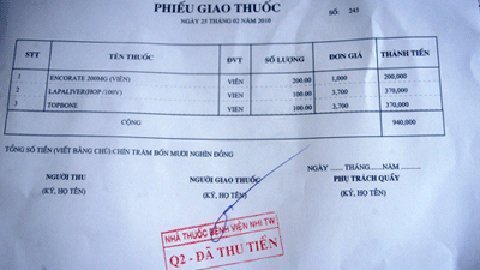 PHIẾU GIAO THUỐC
NGÀY 25 THÁNG 02 NĂM 2010
SỐ: 245
STT TÊN THUỐC ĐVT SỐ LƯỢNG ĐƠN GIÁ THÀNH TIỀN
1 ENCORATE 200MG (VIÊN) VIÊN 200.00 1,000 200,000
2 LAPALIVER(HOP /100V) VIÊN 100.00 3,700 370,000
3 TOPBONE VIÊN 100.00 3,700 370,000
CỘNG 940,000
TỔNG SỐ TIỀN (VIẾT BẰNG CHỮ) CHÍN TRĂM BỐN MƯƠI NGHÌN ĐỒNG
NGÀY ...... THÁNG...... NĂM
NGƯỜI THU NGƯỜI GIAO THUỐC PHỤ TRÁCH QUẦY
(KÝ, HỌ TÊN) (KÝ, HỌ TÊN) (KÝ, HỌ TÊN)
NHÀ THUỐC BỆNH VIỆN NHI TW
Q2 - ĐÃ THU TIỀN